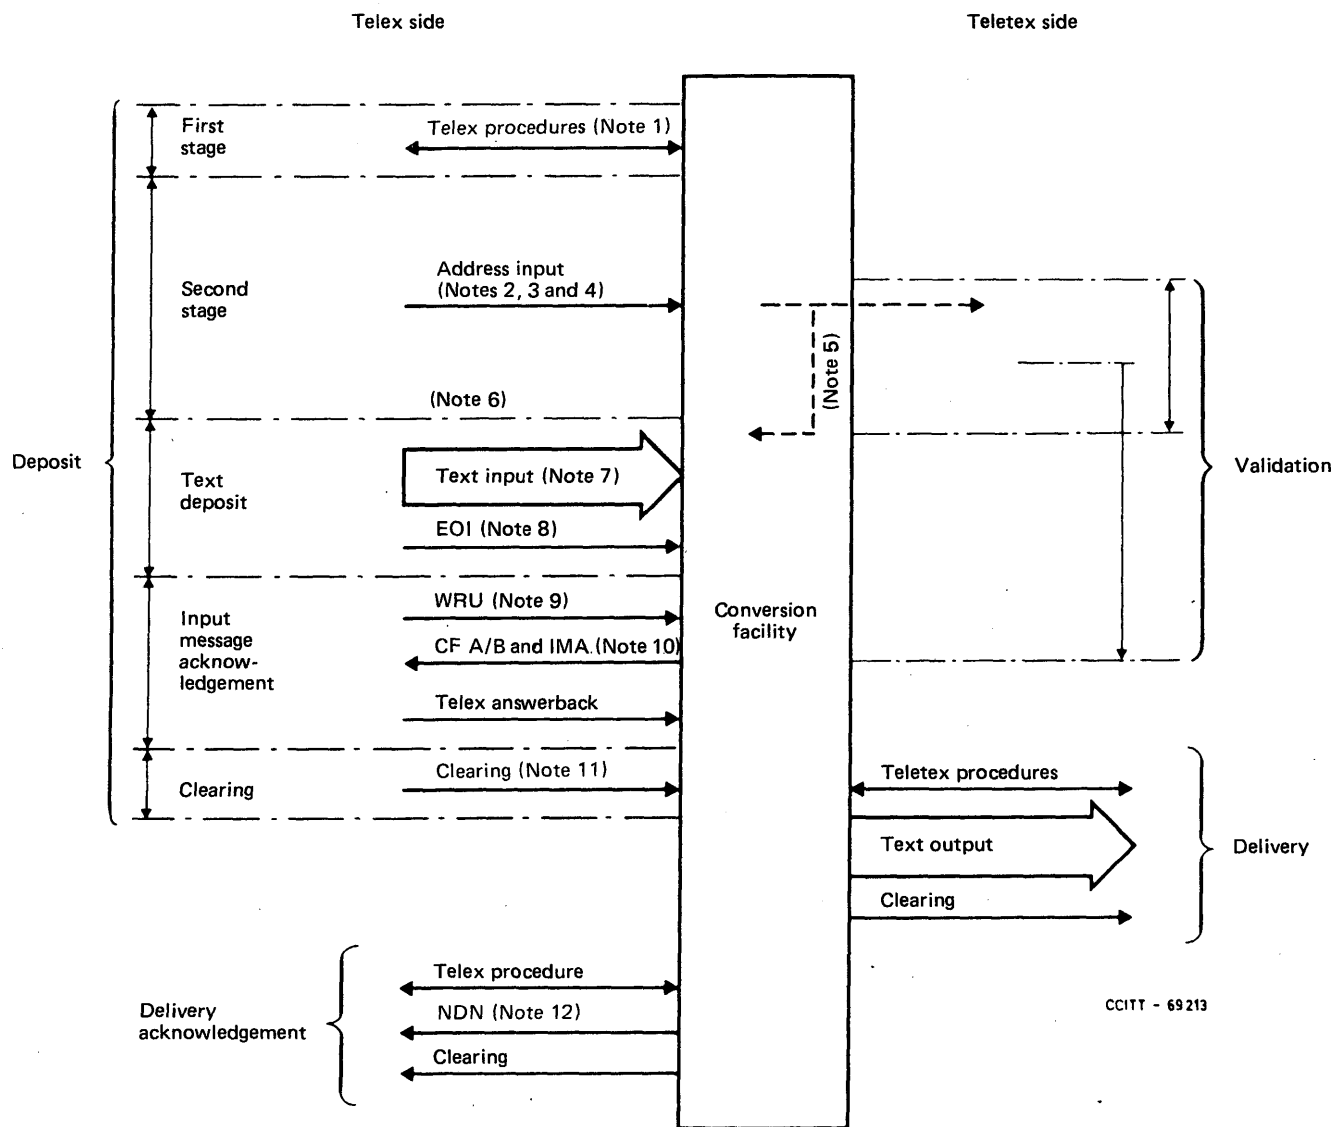 Telex side
Teletex side
First
stage
Telex procedures (Note 1)
Second
stage
Address input
(Notes 2, 3 and 4)
(Note 5)
(Note 6)
Deposit
Text
deposit
Text input (Note 7)
EOI (Note 8)
Validation
Input
message
acknow-
ledgement
WRU (Note 9)
CF A/B and IMA. (Note 10)
Telex answerback
Conversion
facility
Clearing
Clearing (Note 11)
Teletex procedures
Text output
Clearing
Delivery
Delivery
acknowledgement
Telex procedure
NDN (Note 12)
Clearing
CCITT - 69213